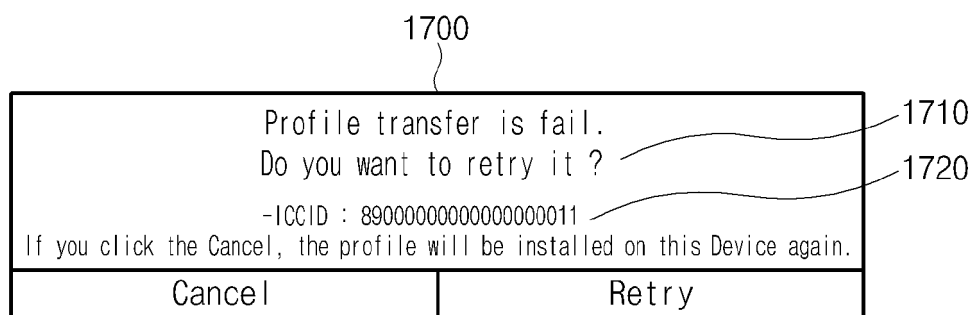 1700
Profile transfer is fail.
1710
Do you want to retry it ?
1720
-ICCID : 89000000000000000011
If you click the Cancel, the profile will be installed on this Device again.
Cancel
Retry